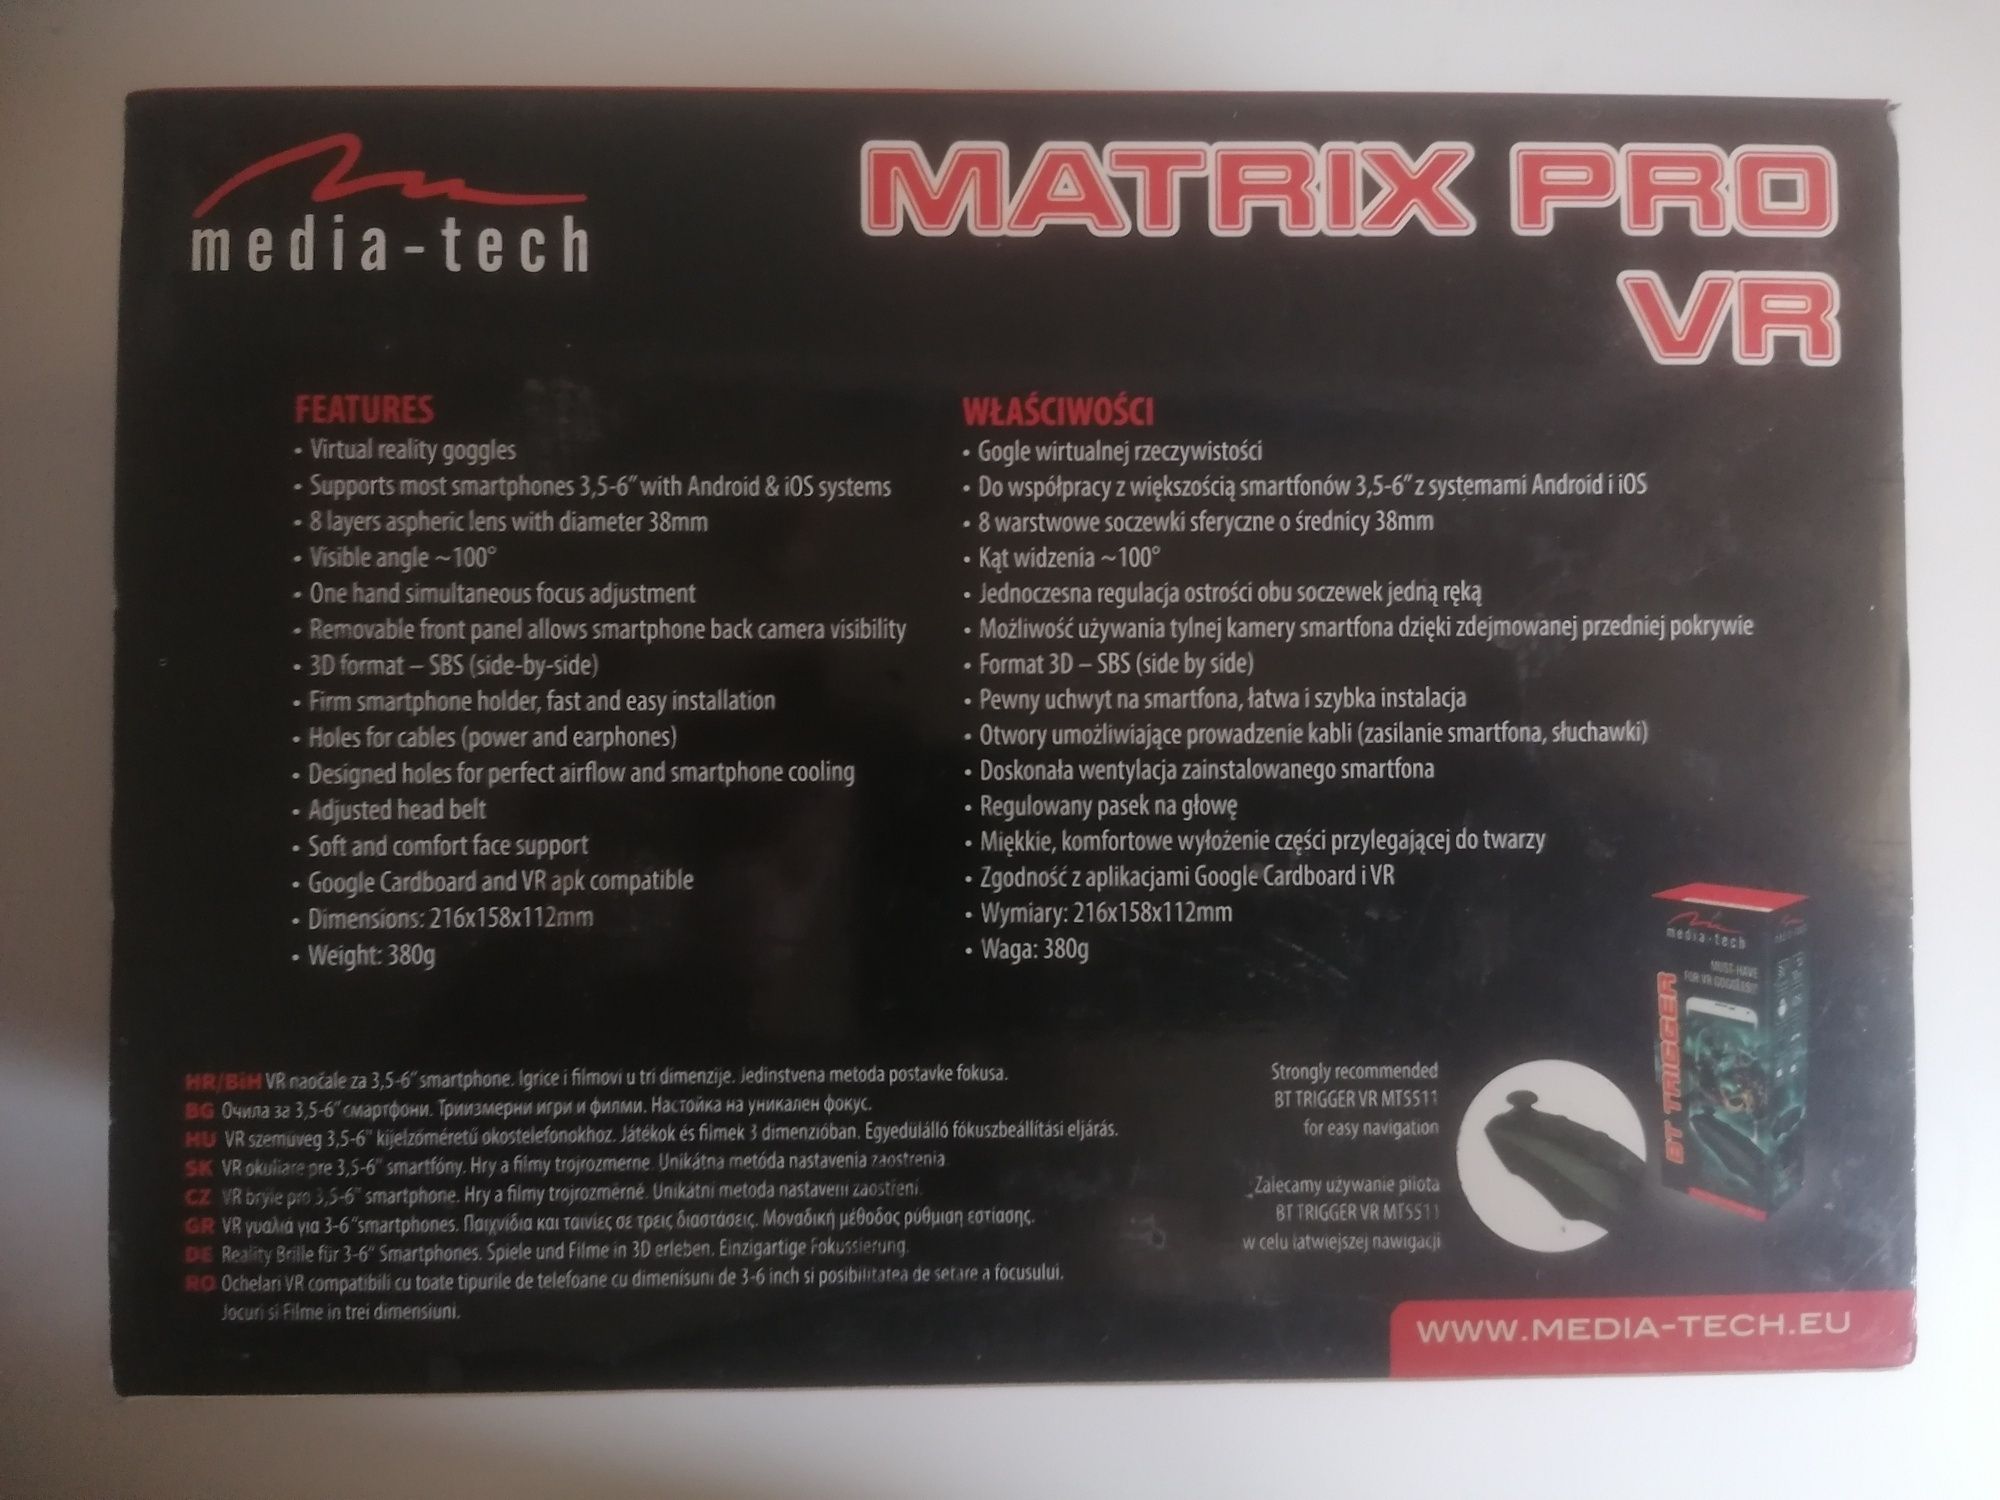 media-tech
MATRIX PRO
VR
FEATURES
• Virtual reality goggles
• Supports most smartphones 3,5-6" with Android & iOS systems
• 8 layers aspheric lens with diameter 38mm
• Visible angle ~100°
• One hand simultaneous focus adjustment
• Removable front panel allows smartphone back camera visibility
• 3D format – SBS (side-by-side)
• Firm smartphone holder, fast and easy installation
• Holes for cables (power and earphones)
• Designed holes for perfect airflow and smartphone cooling
• Adjusted head belt
• Soft and comfort face support
• Google Cardboard and VR apk compatible
• Dimensions: 216x158x112mm
• Weight: 380g
WŁAŚCIWOŚCI
• Gogle wirtualnej rzeczywistości
• Do współpracy z większością smartfonów 3,5-6" z systemami Android i iOS
• 8 warstwowe soczewki sferyczne o średnicy 38mm
• Kąt widzenia ~100°
• Jednoczesna regulacja ostrości obu soczewek jedną ręką
• Możliwość używania tylnej kamery smartfona dzięki zdejmowanej przedniej pokrywie
• Format 3D – SBS (side by side)
• Pewny uchwyt na smartfona, łatwa i szybka instalacja
• Otwory umożliwiające prowadzenie kabli (zasilanie smartfona, słuchawki)
• Doskonała wentylacja zainstalowanego smartfona
• Regulowany pasek na głowę
• Miękkie, komfortowe wyłożenie części przylegającej do twarzy
• Zgodność z aplikacjami Google Cardboard i VR
• Wymiary: 216x158x112mm
• Waga: 380g
HR/BiH VR naočale za 3,5-6" smartphone. Igrice i filmovi u tri dimenzije. Jedinstvena metoda postavke fokusa.
BG Очила за 3,5-6" смартфони. Триизмерни игри и филми. Настойка на уникален фокус.
HU VR szemüveg 3,5-6" kijelzőméretű okostelefonokhoz. Játékok és filmek 3 dimenzióban. Egyedülálló fókuszbeállítási eljárás.
SK VR okuliare pre 3,5-6" smartfóny. Hry a filmy trojrozmerne. Unikátna metóda nastavenia zaostrenia.
CZ VR brýle pro 3,5-6" smartphone. Hry a filmy trojrozměrně. Unikátní metoda nastavení zaostření.
GR VR γυαλιά για 3-6 "smartphones. Παιχνίδια και ταινίες σε τρεις διαστάσεις. Μοναδική μέθοδος ρύθμιση εστίασης.
DE Reality Brille für 3-6" Smartphones. Spiele und Filme in 3D erleben. Einzigartige Fokussierung.
RO Ochelari VR compatibili cu toate tipurile de telefoane cu dimenisuni de 3-6 inch si posibilitatea de setare a focusului.
Jocuri si Filme in trei dimensiuni.
Strongly recommended
BT TRIGGER VR MT5511
for easy navigation
Zalecamy używanie pilota
BT TRIGGER VR MT5511
w celu łatwiejszej nawigacji
media-tech
MUST-HAVE
FOR VR GOGGLES!!
BT TRIGGER
WWW.MEDIA-TECH.EU